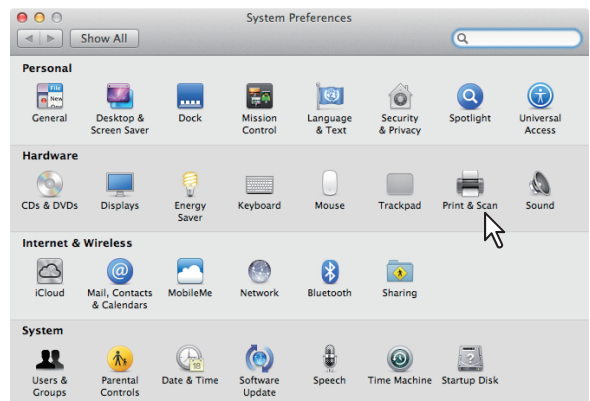 System Preferences
Show All
Personal
File
New
General
Desktop &
Screen Saver
Dock
Mission
Control
Language
& Text
Security
& Privacy
Spotlight
Universal
Access
Hardware
CDs & DVDs
Displays
Energy
Saver
Keyboard
Mouse
Trackpad
Print & Scan
Sound
Internet & Wireless
iCloud
Mail, Contacts
& Calendars
MobileMe
Network
Bluetooth
Sharing
System
18
Users &
Groups
Parental
Controls
Date & Time
Software
Update
Speech
Time Machine
Startup Disk